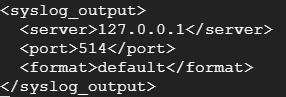 <syslog_output>
  <server>127.0.0.1</server>
  <port>514</port>
  <format>default</format>
</syslog_output>